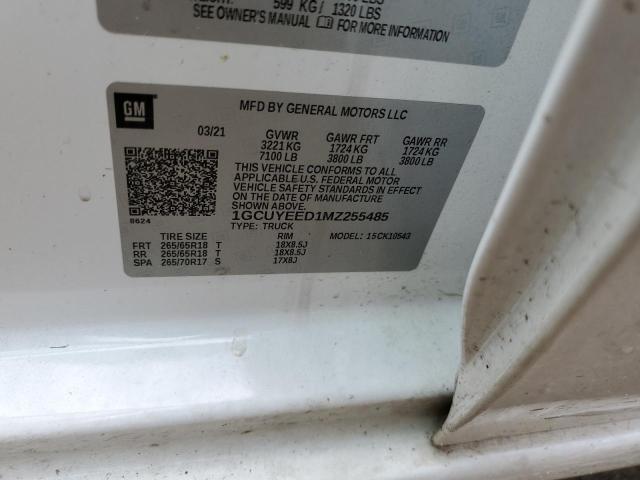 599 KG/ 1320 LBS
SEE OWNER'S MANUAL FOR MORE INFORMATION
GM
MFD BY GENERAL MOTORS LLC
03/21 GVWR GAWR FRT GAWR RR
3221 KG 1724 KG 1724 KG
7100 LB 3800 LB 3800 LB
THIS VEHICLE CONFORMS TO ALL
APPLICABLE U.S. FEDERAL MOTOR
VEHICLE SAFETY STANDARDS IN EFFECT
ON THE DATE OF MANUFACTURE
SHOWN ABOVE.
8624
1GCUYEED1MZ255485
TYPE: TRUCK MODEL: 15CK10543
TIRE SIZE RIM
FRT 265/65R18 T 18X8.5J
RR 265/65R18 T 18X8.5J
SPA 265/70R17 S 17X8J